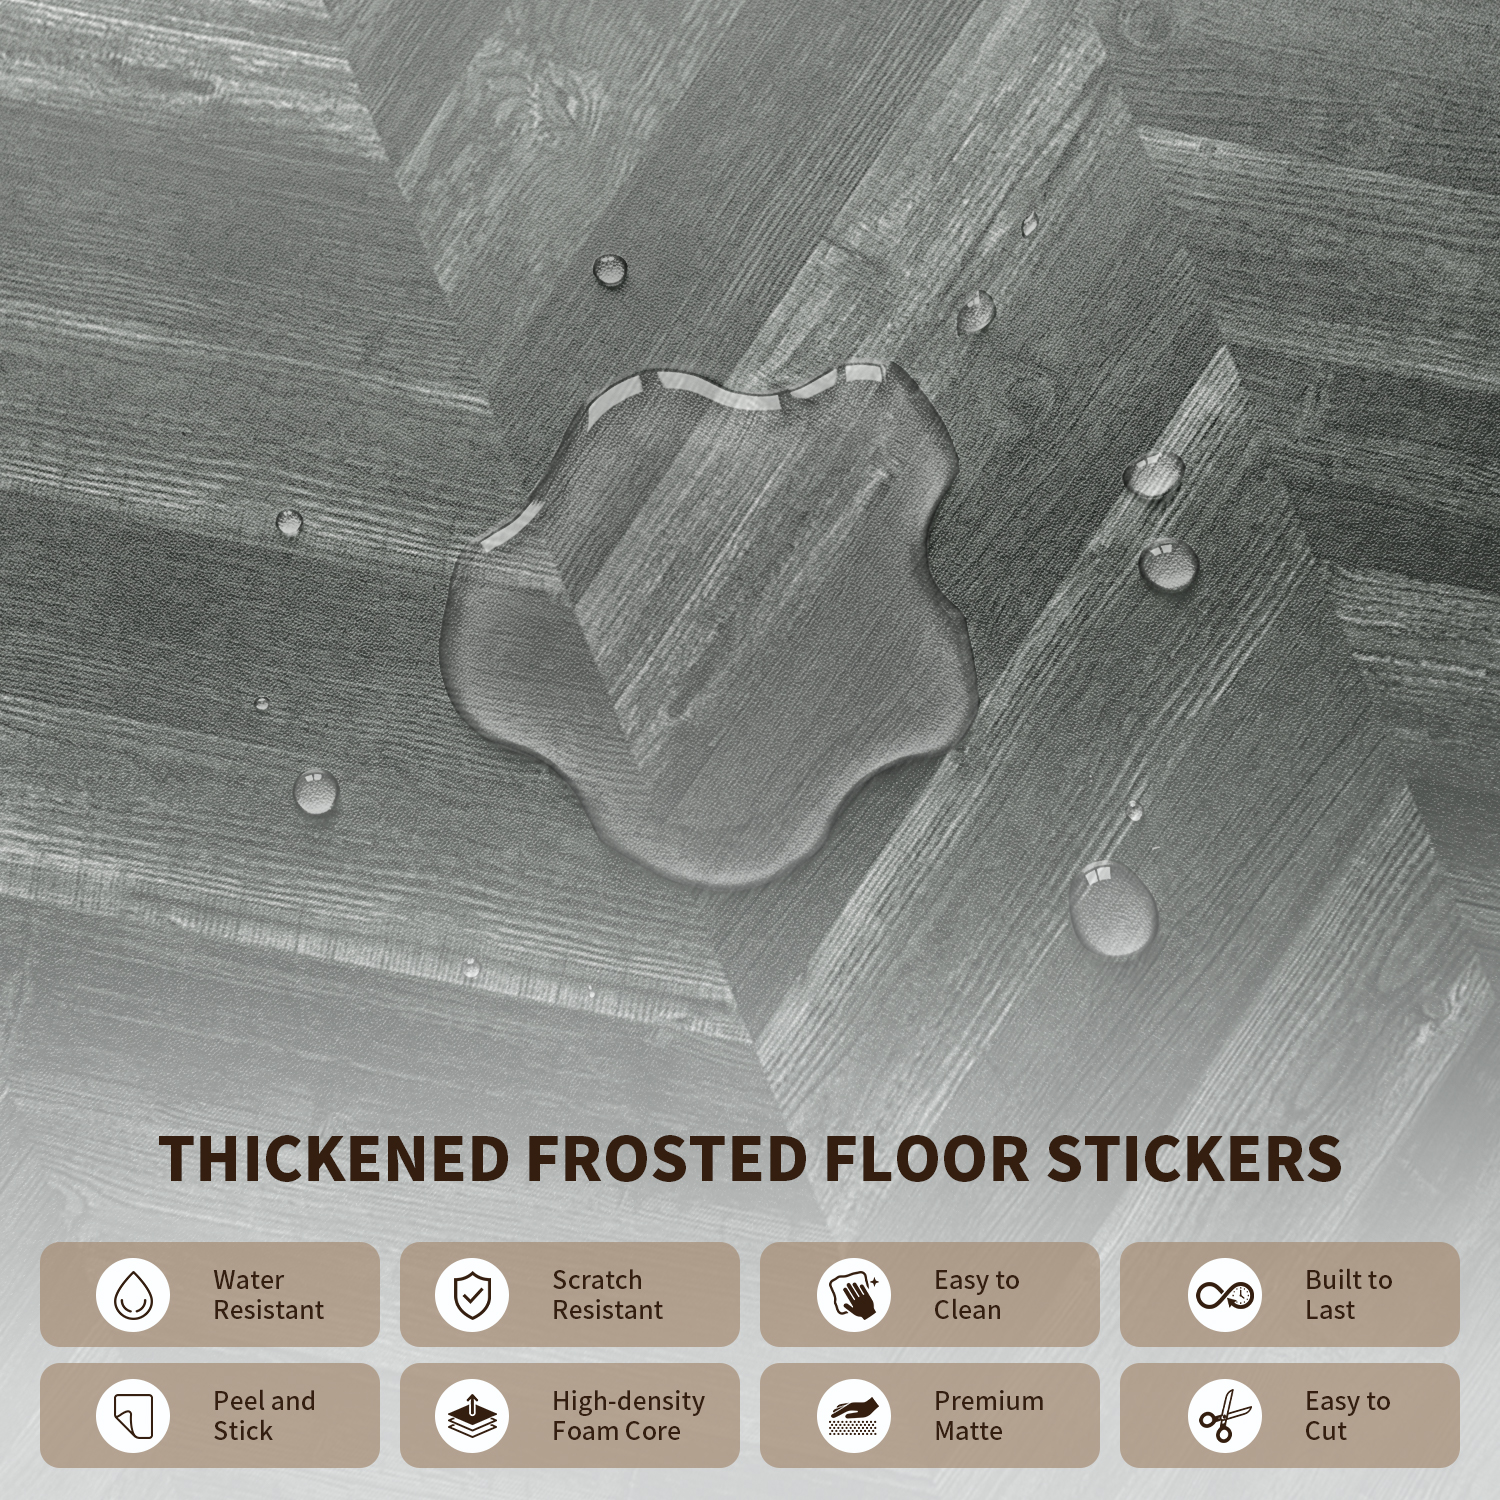 THICKENED FROSTED FLOOR STICKERS
Water
Resistant
Scratch
Resistant
Easy to
Clean
Built to
Last
Peel and
Stick
High-density
Foam Core
Premium
Matte
Easy to
Cut